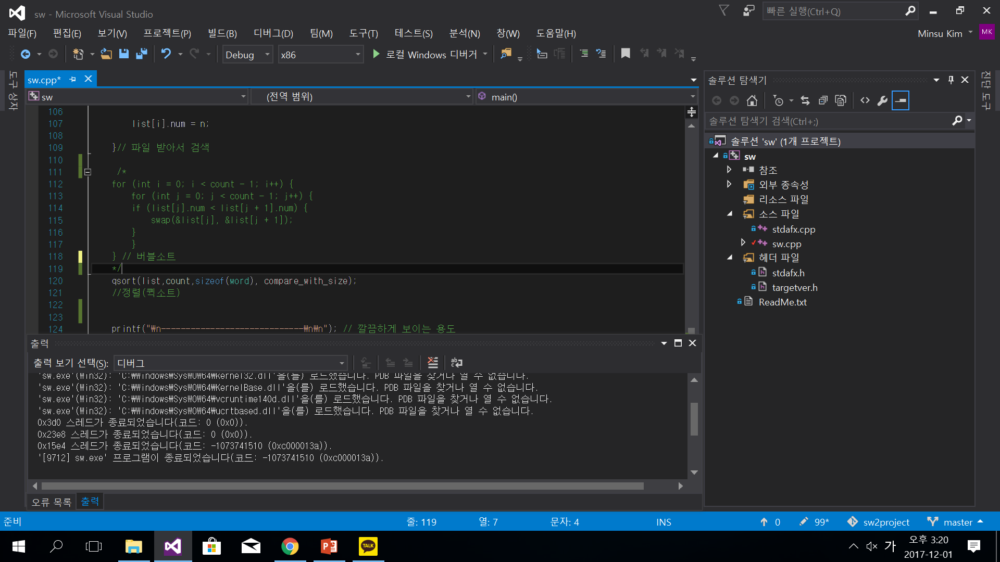 sw - Microsoft Visual Studio
빠른 실행(Ctrl+Q)
파일(F) 편집(E) 보기(V) 프로젝트(P) 빌드(B) 디버그(D) 팀(M) 도구(T) 테스트(S) 분석(N) 창(W) 도움말(H)
Minsu Kim
MK
Debug
x86
로컬 Windows 디버거
도구 상자
sw.cpp*
sw
(전역 범위)
main()
106
107 list[i].num = n;
108
109 }// 파일 받아서 검색
110
111 /*
112 for (int i = 0; i < count - 1; i++) {
113 for (int j = 0; j < count - 1; j++) {
114 if (list[j].num < list[j + 1].num) {
115 swap(&list[j], &list[j + 1]);
116 }
117 }
118 } // 버블소트
119 */
120 qsort(list,count,sizeof(word), compare_with_size);
121 //정렬(퀵소트)
122
123
124 printf("₩n-----------------------------₩n₩n"); // 깔끔하게 보이는 용도
출력
출력 보기 선택(S):
디버그
'sw.exe'(Win32): 'C:₩Windows₩SysWOW64₩kernel32.dll'을(를) 로드했습니다. PDB 파일을 찾거나 열 수 없습니다.
'sw.exe'(Win32): 'C:₩Windows₩SysWOW64₩KernelBase.dll'을(를) 로드했습니다. PDB 파일을 찾거나 열 수 없습니다.
'sw.exe'(Win32): 'C:₩Windows₩SysWOW64₩vcruntime140d.dll'을(를) 로드했습니다. PDB 파일을 찾거나 열 수 없습니다.
'sw.exe'(Win32): 'C:₩Windows₩SysWOW64₩ucrtbased.dll'을(를) 로드했습니다. PDB 파일을 찾거나 열 수 없습니다.
0x3d0 스레드가 종료되었습니다(코드: 0 (0x0)).
0x23e8 스레드가 종료되었습니다(코드: 0 (0x0)).
0x15e4 스레드가 종료되었습니다(코드: -1073741510 (0xc000013a)).
'[9712] sw.exe' 프로그램이 종료되었습니다(코드: -1073741510 (0xc000013a)).
오류 목록
출력
솔루션 탐색기
솔루션 탐색기 검색(Ctrl+;)
솔루션 'sw' (1개 프로젝트)
sw
참조
외부 종속성
리소스 파일
소스 파일
stdafx.cpp
sw.cpp
헤더 파일
stdafx.h
targetver.h
ReadMe.txt
진단 도구
준비
줄: 119
열: 7
문자: 4
INS
0
99*
sw2project
master
TALK
가
오후 3:20
2017-12-01